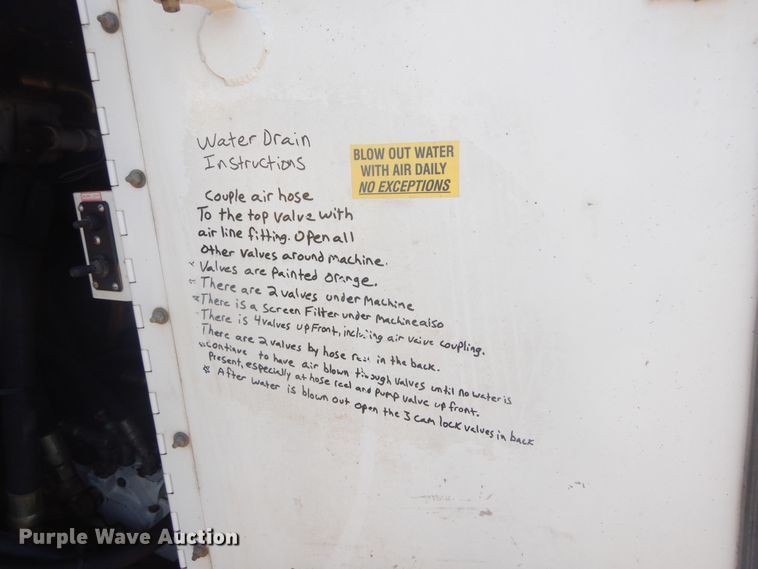 Water Drain
Instructions
BLOW OUT WATER
WITH AIR DAILY
NO EXCEPTIONS
Couple air hose
To the top valve with
air line fitting. Open all
Other valves around machine.
* Valves are painted orange.
* There are 2 valves under machine
* There is a Screen Filter under machine also
- There is 4 valves up front, including air valve coupling.
There are 2 valves by hose reel in the back.
* Continue to have air blown through valves until no water is
Present, especially at hose reel and pump valve up front.
* After water is blown out open the 3 cam lock valves in back
Purple Wave Auction